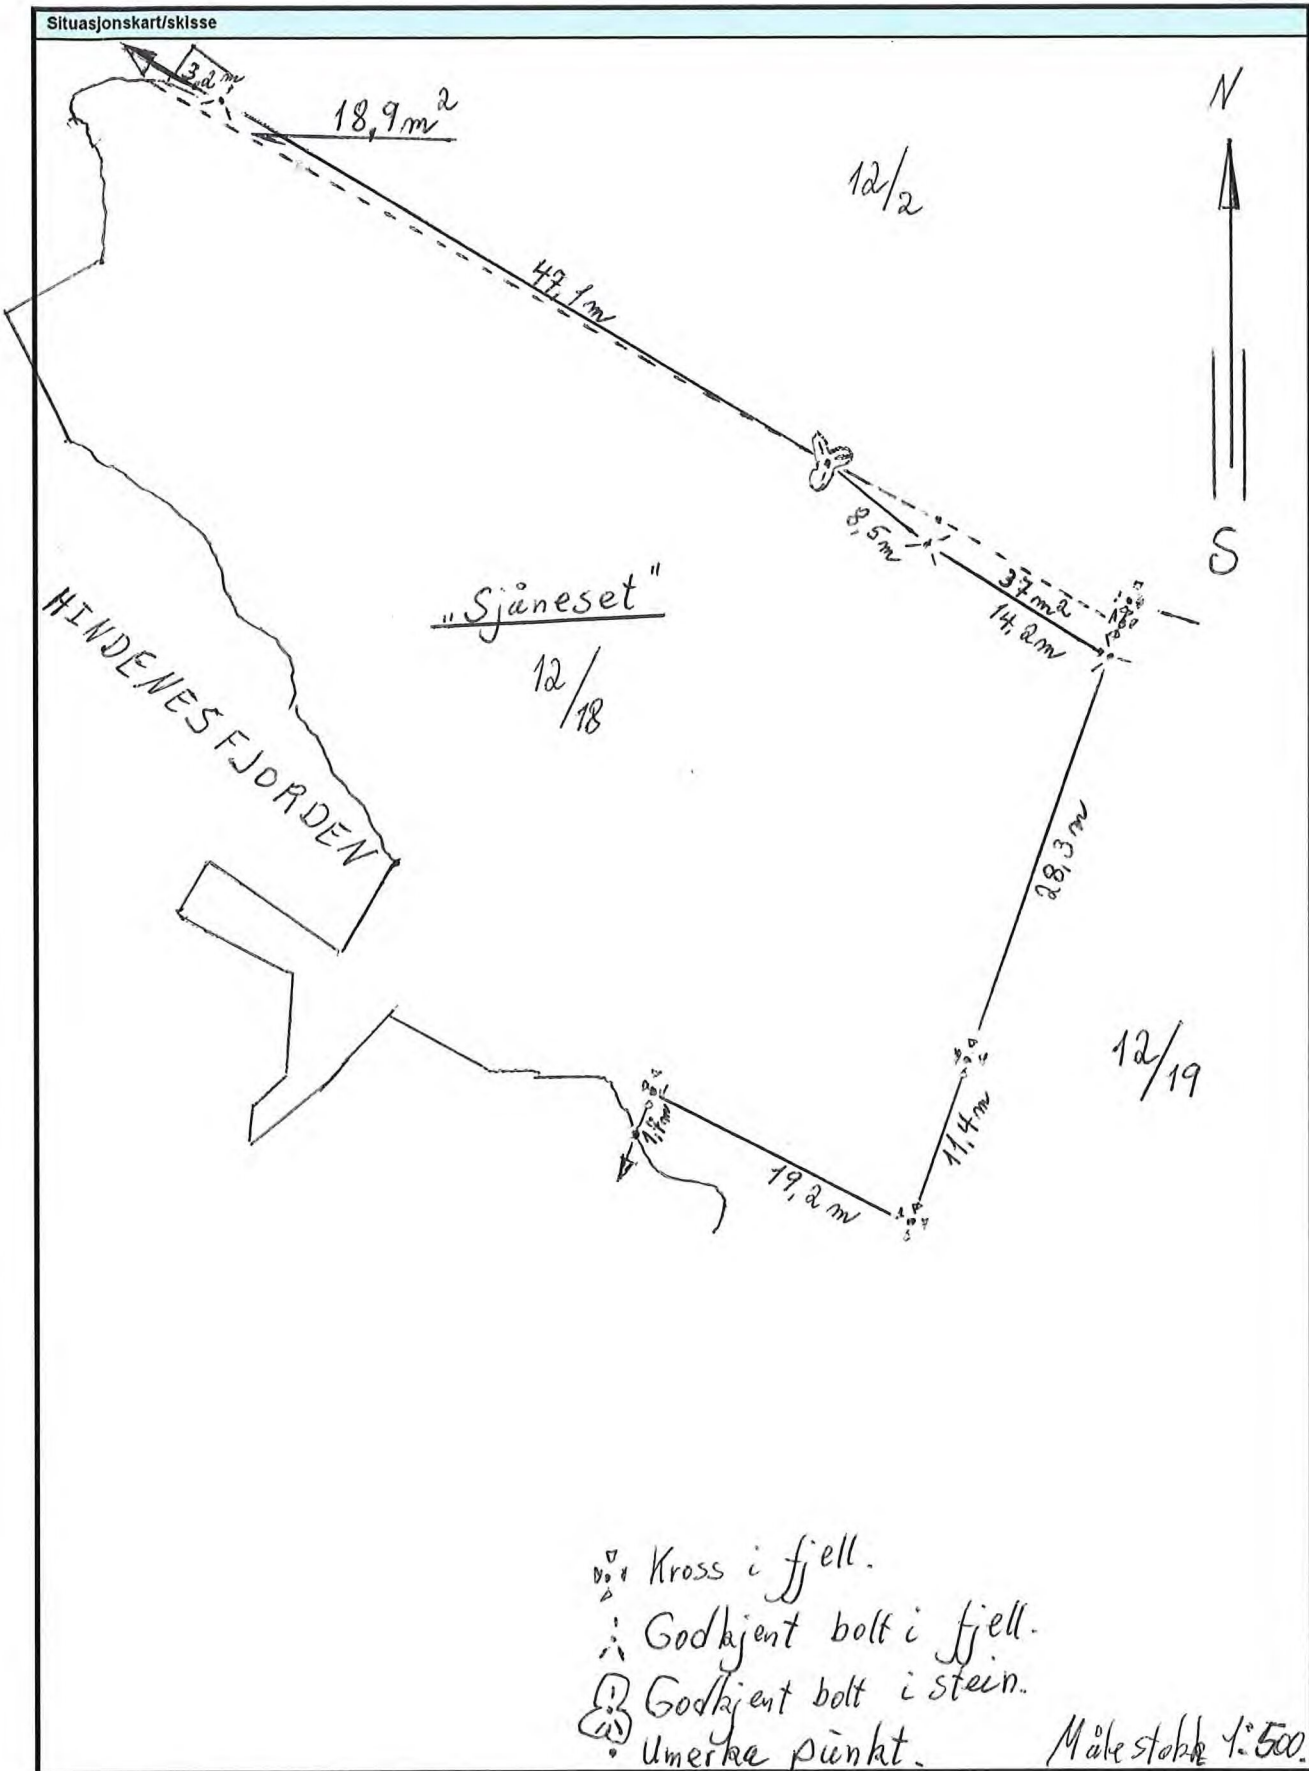 Situasjonskart/skisse
3,2 m
18,9 m²
N
12/2
47,1 m
8,5 m
S
37 m²
14,2 m
"Sjåneset"
12/18
HINDENESFJORDEN
28,3 m
12/19
1,7 m
11,4 m
19,2 m
Kross i fjell.
Godkjent bolt i fjell.
Godkjent bolt i stein.
Umerka punkt.
Målestokk 1:500.